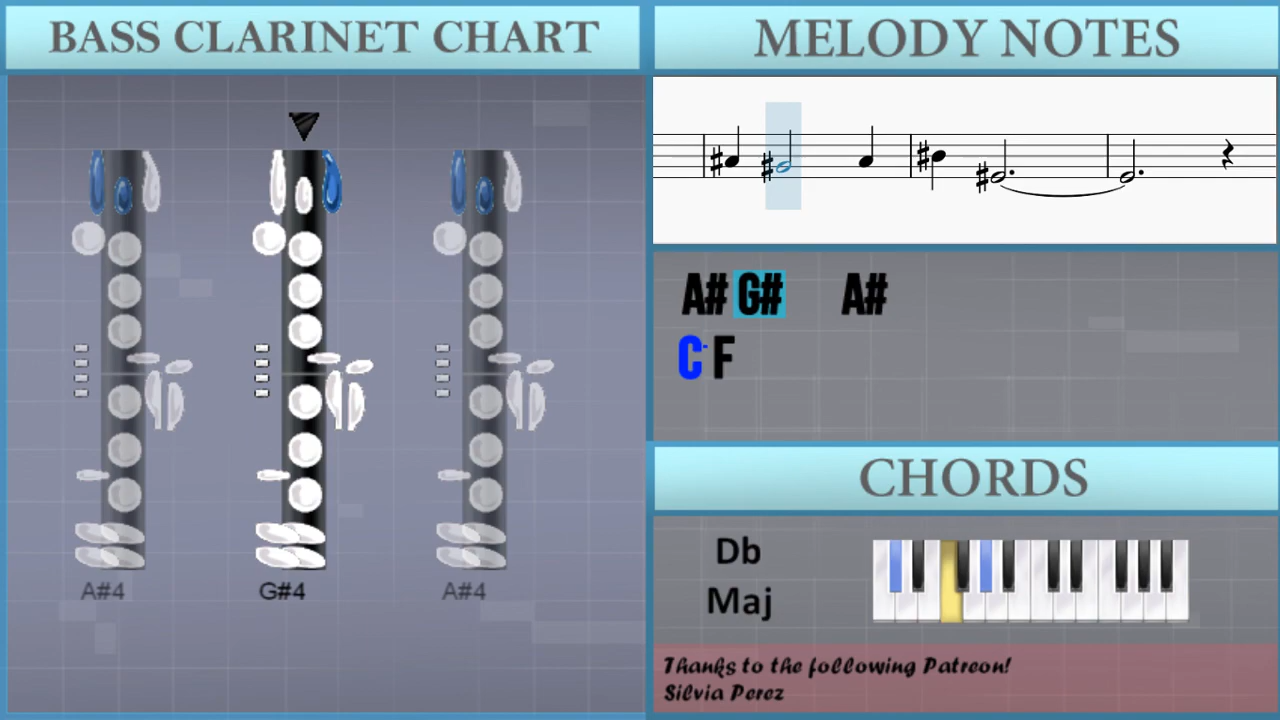 BASS CLARINET CHART
A#4 G#4 A#4
MELODY NOTES
A# G# A#
C- F
CHORDS
Db
Maj
Thanks to the following Patreon!
Silvia Perez